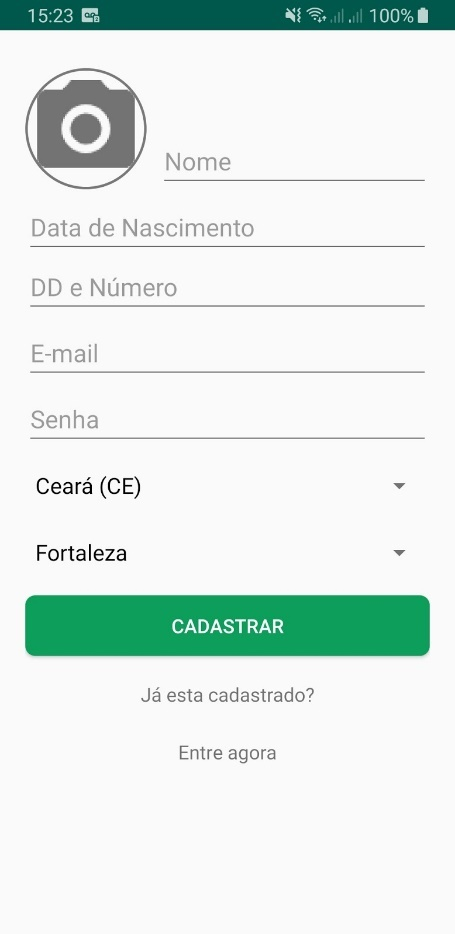 15:23 100%
Nome
Data de Nascimento
DD e Número
E-mail
Senha
Ceará (CE)
Fortaleza
CADASTRAR
Já esta cadastrado?
Entre agora